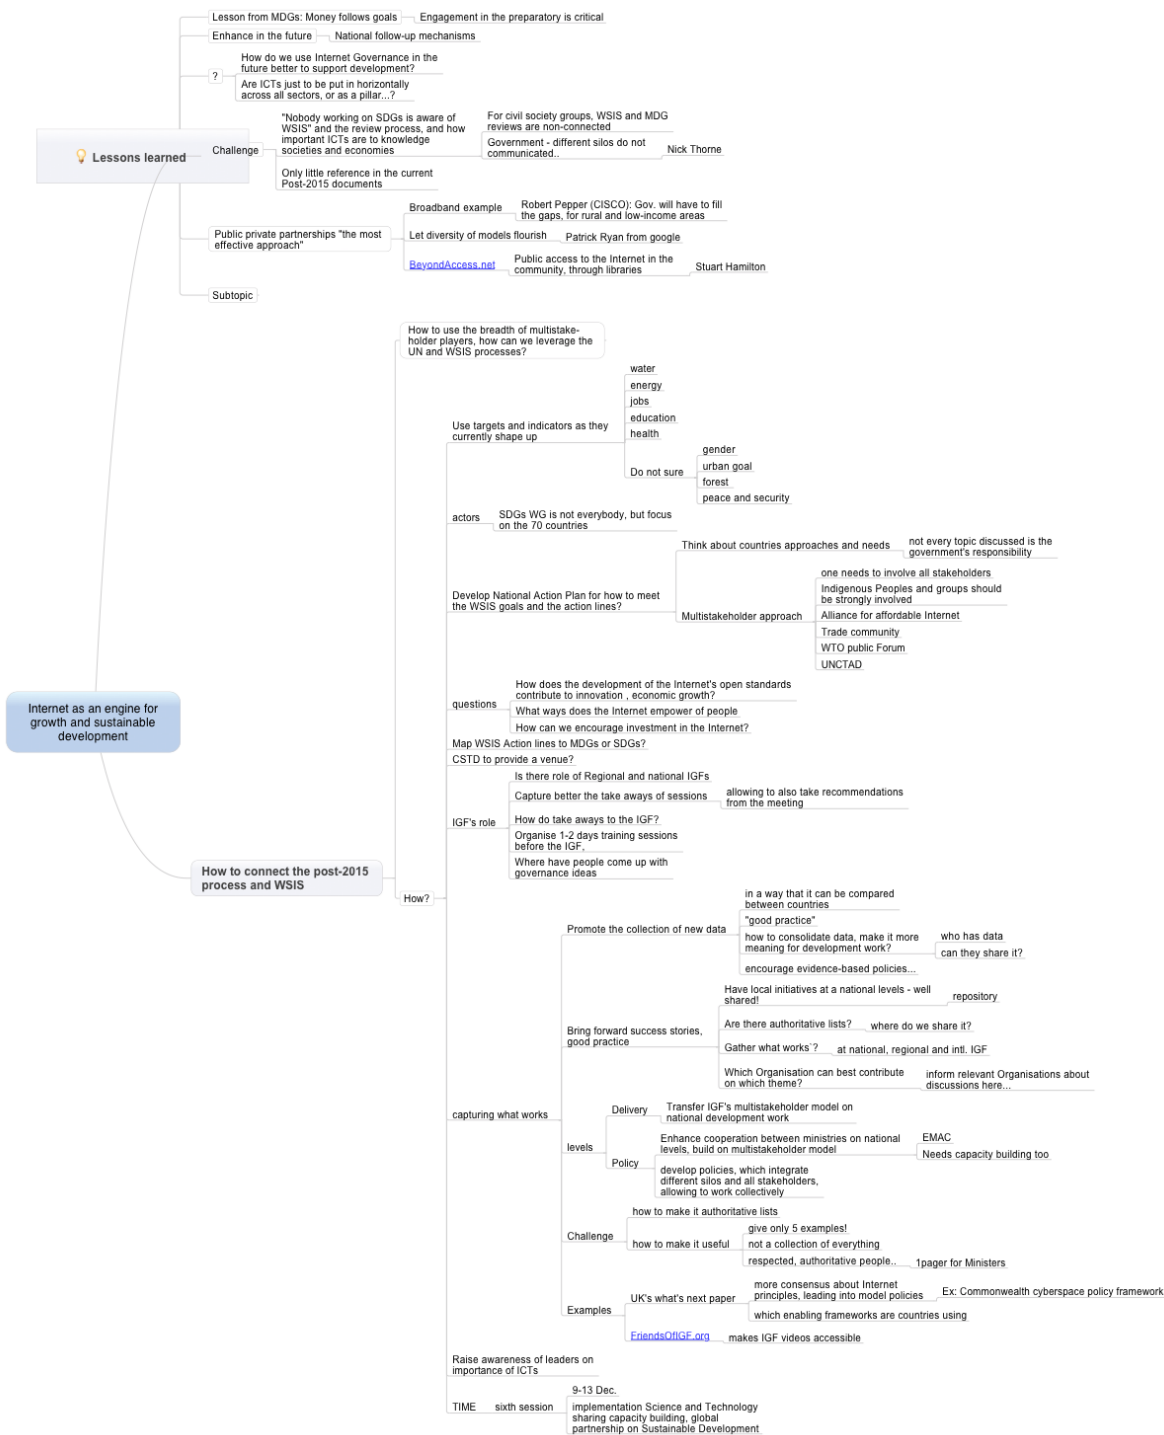 Lesson from MDGs: Money follows goals
Engagement in the preparatory is critical
Enhance in the future
National follow-up mechanisms
?
How do we use Internet Governance in the
future better to support development?
Are ICTs just to be put in horizontally
across all sectors, or as a pillar...?
Lessons learned
Challenge
"Nobody working on SDGs is aware of
WSIS" and the review process, and how
important ICTs are to knowledge
societies and economies
For civil society groups, WSIS and MDG
reviews are non-connected
Government - different silos do not
communicated..
Nick Thorne
Only little reference in the current
Post-2015 documents
Public private partnerships "the most
effective approach"
Broadband example
Robert Pepper (CISCO): Gov. will have to fill
the gaps, for rural and low-income areas
Let diversity of models flourish
Patrick Ryan from google
BeyondAccess.net
Public access to the Internet in the
community, through libraries
Stuart Hamilton
Subtopic
Internet as an engine for
growth and sustainable
development
How to connect the post-2015
process and WSIS
How to use the breadth of multistake-
holder players, how can we leverage the
UN and WSIS processes?
How?
Use targets and indicators as they
currently shape up
water
energy
jobs
education
health
Do not sure
gender
urban goal
forest
peace and security
actors
SDGs WG is not everybody, but focus
on the 70 countries
Develop National Action Plan for how to meet
the WSIS goals and the action lines?
Think about countries approaches and needs
not every topic discussed is the
government's responsibility
Multistakeholder approach
one needs to involve all stakeholders
Indigenous Peoples and groups should
be strongly involved
Alliance for affordable Internet
Trade community
WTO public Forum
UNCTAD
questions
How does the development of the Internet's open standards
contribute to innovation , economic growth?
What ways does the Internet empower of people
How can we encourage investment in the Internet?
Map WSIS Action lines to MDGs or SDGs?
CSTD to provide a venue?
IGF's role
Is there role of Regional and national IGFs
Capture better the take aways of sessions
allowing to also take recommendations
from the meeting
How do take aways to the IGF?
Organise 1-2 days training sessions
before the IGF,
Where have people come up with
governance ideas
capturing what works
Promote the collection of new data
in a way that it can be compared
between countries
"good practice"
how to consolidate data, make it more
meaning for development work?
who has data
can they share it?
encourage evidence-based policies...
Bring forward success stories,
good practice
Have local initiatives at a national levels - well
shared!
repository
Are there authoritative lists?
where do we share it?
Gather what works`?
at national, regional and intl. IGF
Which Organisation can best contribute
on which theme?
inform relevant Organisations about
discussions here...
levels
Delivery
Transfer IGF's multistakeholder model on
national development work
Policy
Enhance cooperation between ministries on national
levels, build on multistakeholder model
EMAC
Needs capacity building too
develop policies, which integrate
different silos and all stakeholders,
allowing to work collectively
Challenge
how to make it authoritative lists
how to make it useful
give only 5 examples!
not a collection of everything
respected, authoritative people..
1pager for Ministers
Examples
UK's what's next paper
more consensus about Internet
principles, leading into model policies
Ex: Commonwealth cyberspace policy framework
which enabling frameworks are countries using
FriendsOfIGF.org
makes IGF videos accessible
Raise awareness of leaders on
importance of ICTs
TIME
sixth session
9-13 Dec.
implementation Science and Technology
sharing capacity building, global
partnership on Sustainable Development